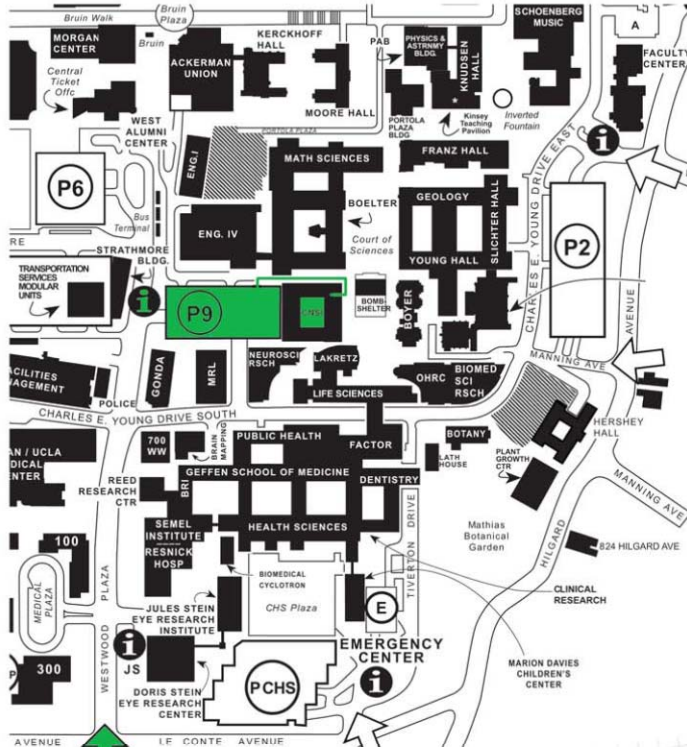 Bruin Walk
Bruin
Plaza
MORGAN
CENTER
Bruin
Central
Ticket
Offc
ACKERMAN
UNION
KERCKHOFF
HALL
MOORE HALL
PAB
PHYSICS &
ASTRNMY
BLDG.
KNUDSEN
HALL
SCHOENBERG
MUSIC
A
FACULTY
CENTER
PORTOLA
PLAZA
BLDG
Kinsey
Teaching
Pavilion
Inverted
Fountain
WEST
ALUMNI
CENTER
PORTOLA PLAZA
ENG.I
MATH SCIENCES
FRANZ HALL
P6
BOELTER
GEOLOGY
SLICHTER HALL
CHARLES E. YOUNG DRIVE EAST
P2
Bus
Terminal
ENG. IV
Court of
Sciences
YOUNG HALL
RE
STRATHMORE
BLDG.
TRANSPORTATION
SERVICES
MODULAR
UNITS
P9
CNSI
BOMB-
SHELTER
BOYER
AVENUE
MANNING AVE
GONDA
MRL
NEUROSCI
RSCH
LAKRETZ
OHRC
BIOMED
SCI
RSCH
ACILITIES
NAGEMENT
POLICE
LIFE SCIENCES
HERSHEY
HALL
CHARLES E. YOUNG DRIVE SOUTH
700
WW
BRAIN
MAPPING
PUBLIC HEALTH
FACTOR
BOTANY
LATH
HOUSE
PLANT
GROWTH
CTR
MANNING AVE
AN / UCLA
EDICAL
ENTER
REED
RESEARCH
CTR
BRI
GEFFEN SCHOOL OF MEDICINE
DENTISTRY
SEMEL
INSTITUTE
RESNICK
HOSP
HEALTH SCIENCES
TIVERTON DRIVE
Mathias
Botanical
Garden
HILGARD
824 HILGARD AVE
100
MEDICAL
PLAZA
WESTWOOD PLAZA
BIOMEDICAL
CYCLOTRON
CHS Plaza
CLINICAL
RESEARCH
E
JULES STEIN
EYE RESEARCH
INSTITUTE
EMERGENCY
CENTER
MARION DAVIES
CHILDREN'S
CENTER
300
JS
DORIS STEIN
EYE RESEARCH
CENTER
P CHS
AVENUE
LE CONTE AVENUE